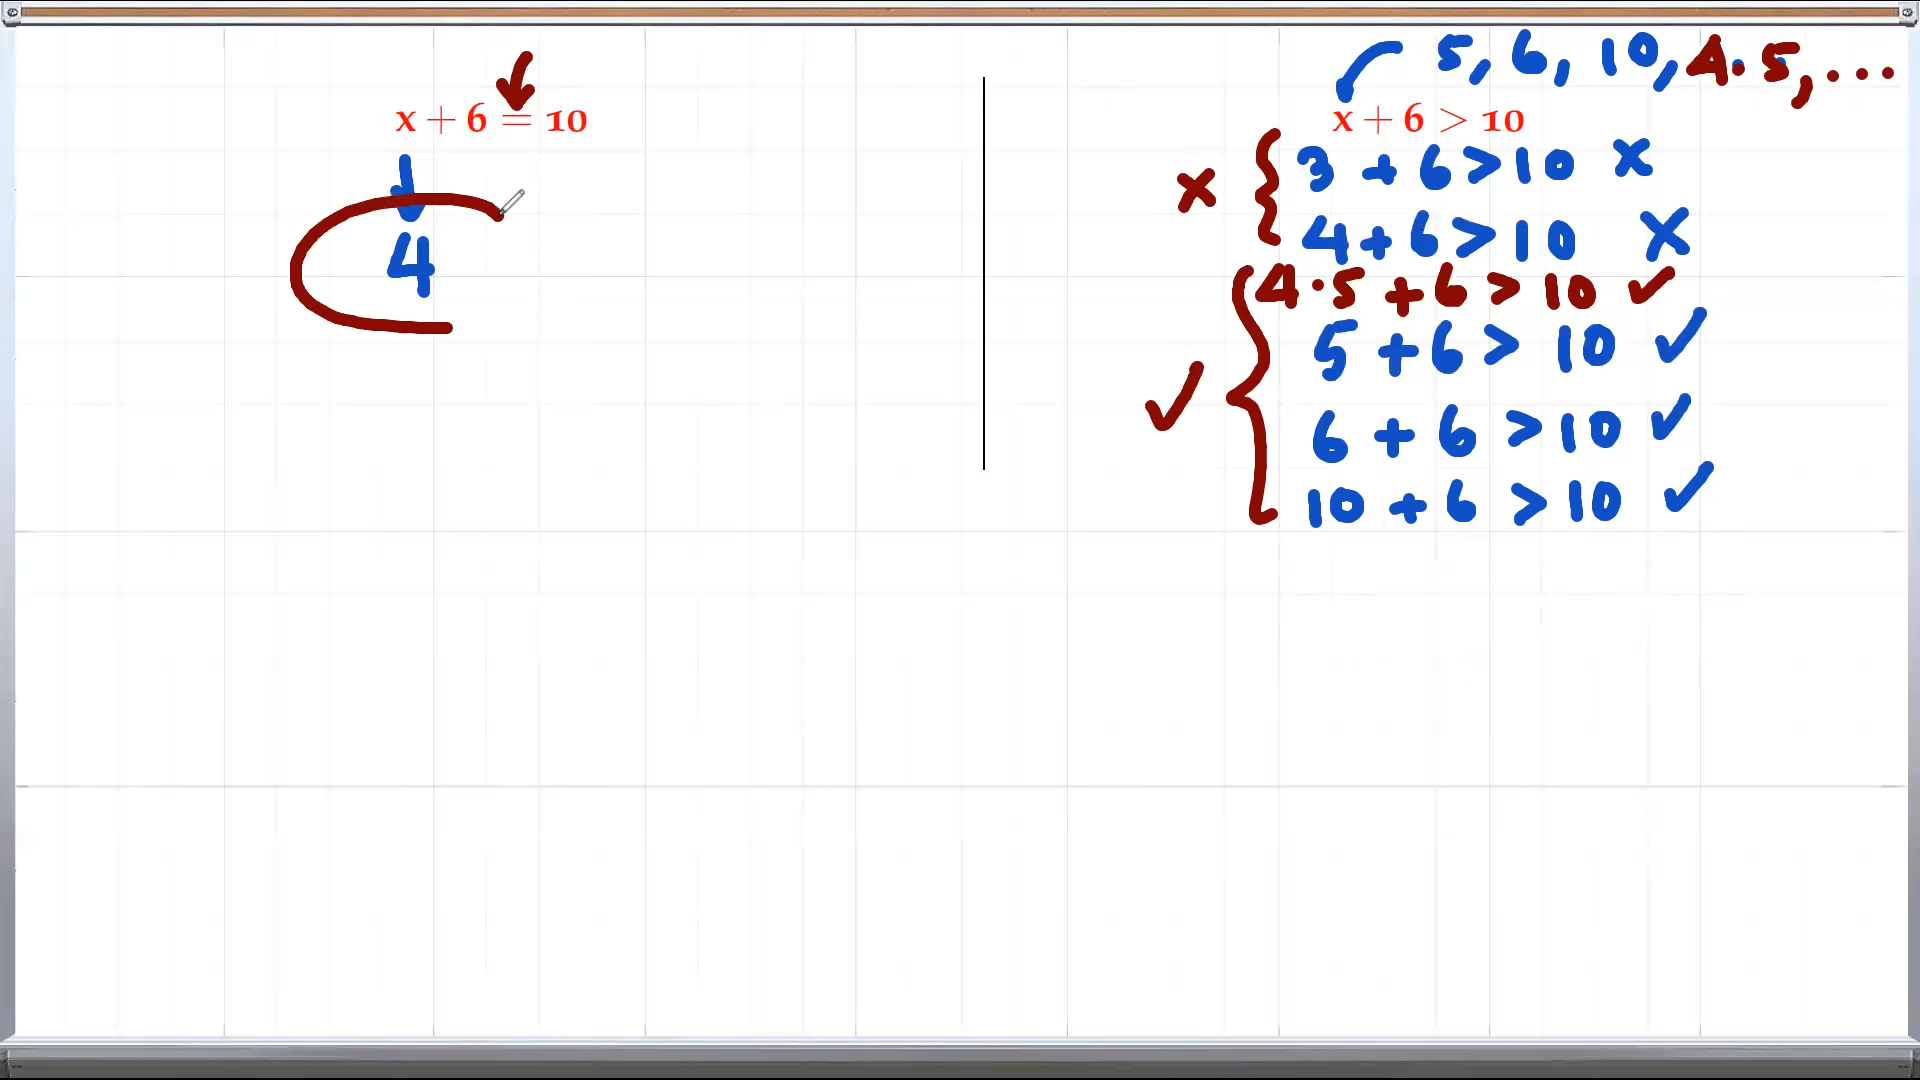 x + 6 = 10
4
5, 6, 10, 4.5, ...
x + 6 > 10
3 + 6 > 10 ×
4 + 6 > 10 ×
4.5 + 6 > 10 ✓
5 + 6 > 10 ✓
6 + 6 > 10 ✓
10 + 6 > 10 ✓
×
✓